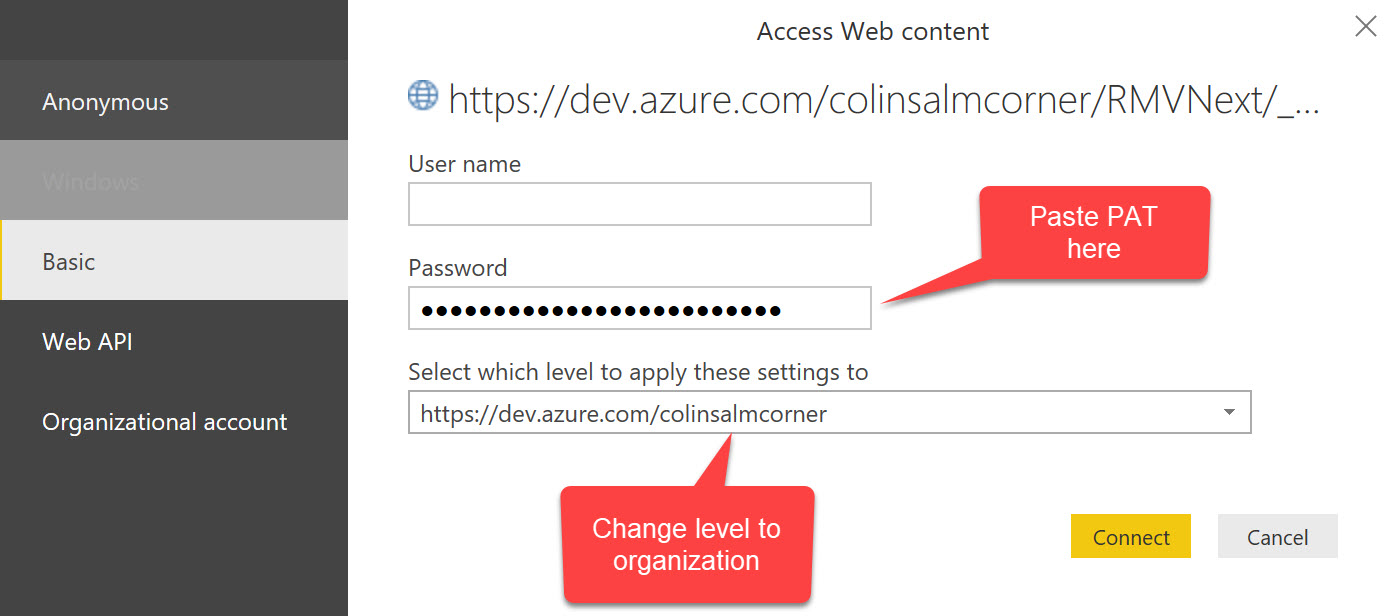 Access Web content
Anonymous
Windows
Basic
Web API
Organizational account
https://dev.azure.com/colinsalmcorner/RMVNext/_...
User name
Paste PAT
here
Password
●●●●●●●●●●●●●●●●●●●●●●●●●
Select which level to apply these settings to
https://dev.azure.com/colinsalmcorner
Change level to
organization
Connect
Cancel